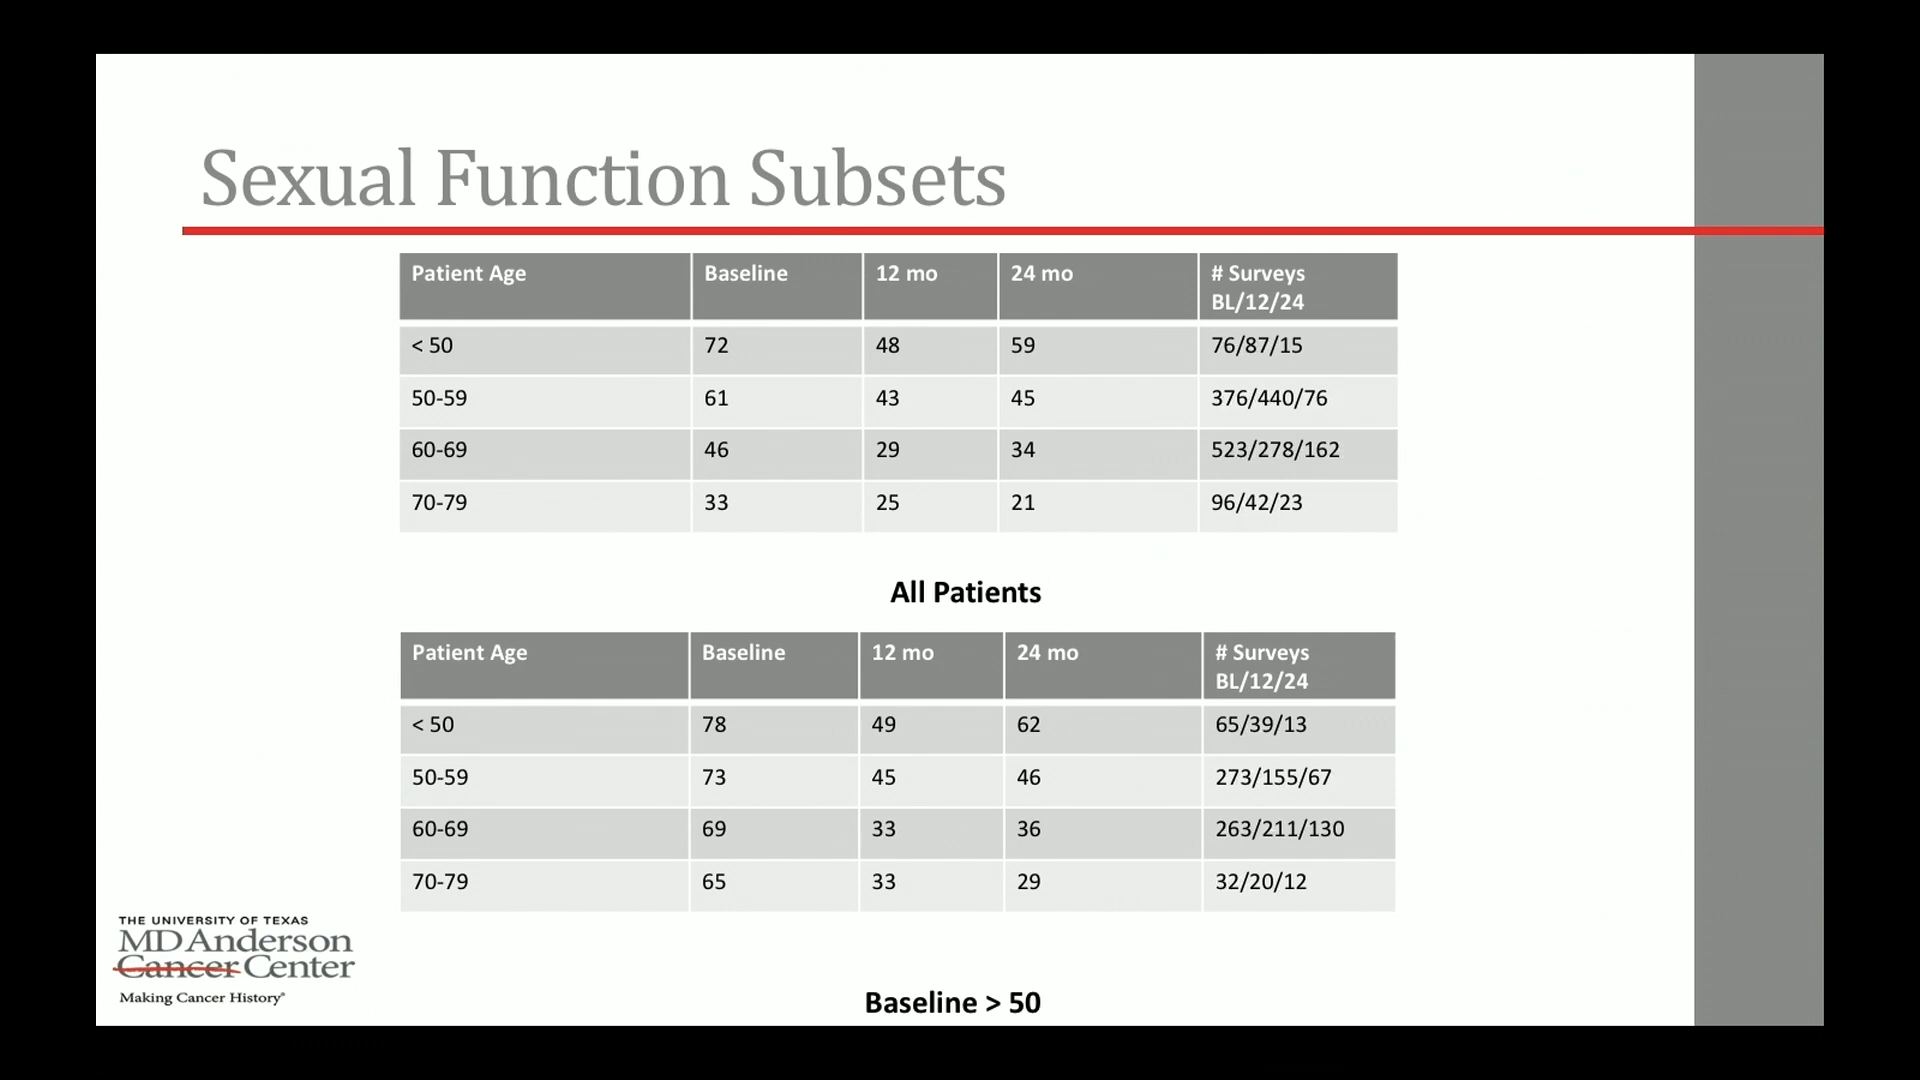 Sexual Function Subsets
Patient Age Baseline 12 mo 24 mo # Surveys
BL/12/24
< 50 72 48 59 76/87/15
50-59 61 43 45 376/440/76
60-69 46 29 34 523/278/162
70-79 33 25 21 96/42/23
All Patients
Patient Age Baseline 12 mo 24 mo # Surveys
BL/12/24
< 50 78 49 62 65/39/13
50-59 73 45 46 273/155/67
60-69 69 33 36 263/211/130
70-79 65 33 29 32/20/12
THE UNIVERSITY OF TEXAS
MD Anderson
Cancer Center
Making Cancer History®
Baseline > 50